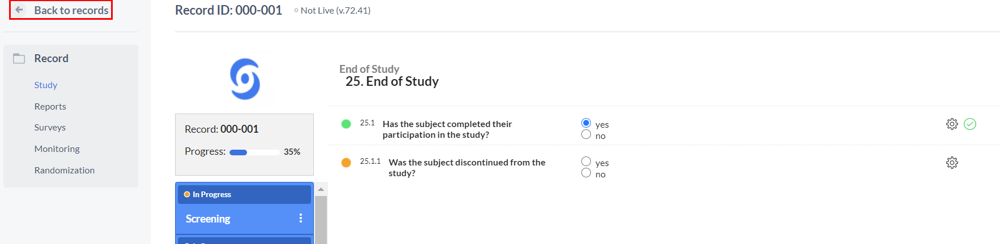 Back to records
Record ID: 000-001
Not Live (v.72.41)
Record
Study
Reports
Surveys
Monitoring
Randomization
Record: 000-001
Progress: 35%
In Progress
Screening
End of Study
25. End of Study
25.1 Has the subject completed their
participation in the study?
yes
no
25.1.1 Was the subject discontinued from the
study?
yes
no